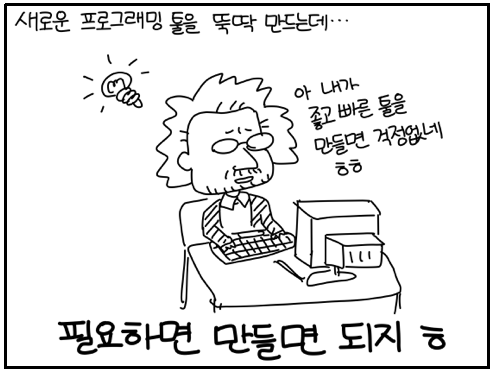 새로운 프로그래밍 툴을 뚝딱 만드는데...
아 내가
좋고 빠른 툴을
만들면 걱정없네
ㅎㅎ
필요하면 만들면 되지 ㅎ